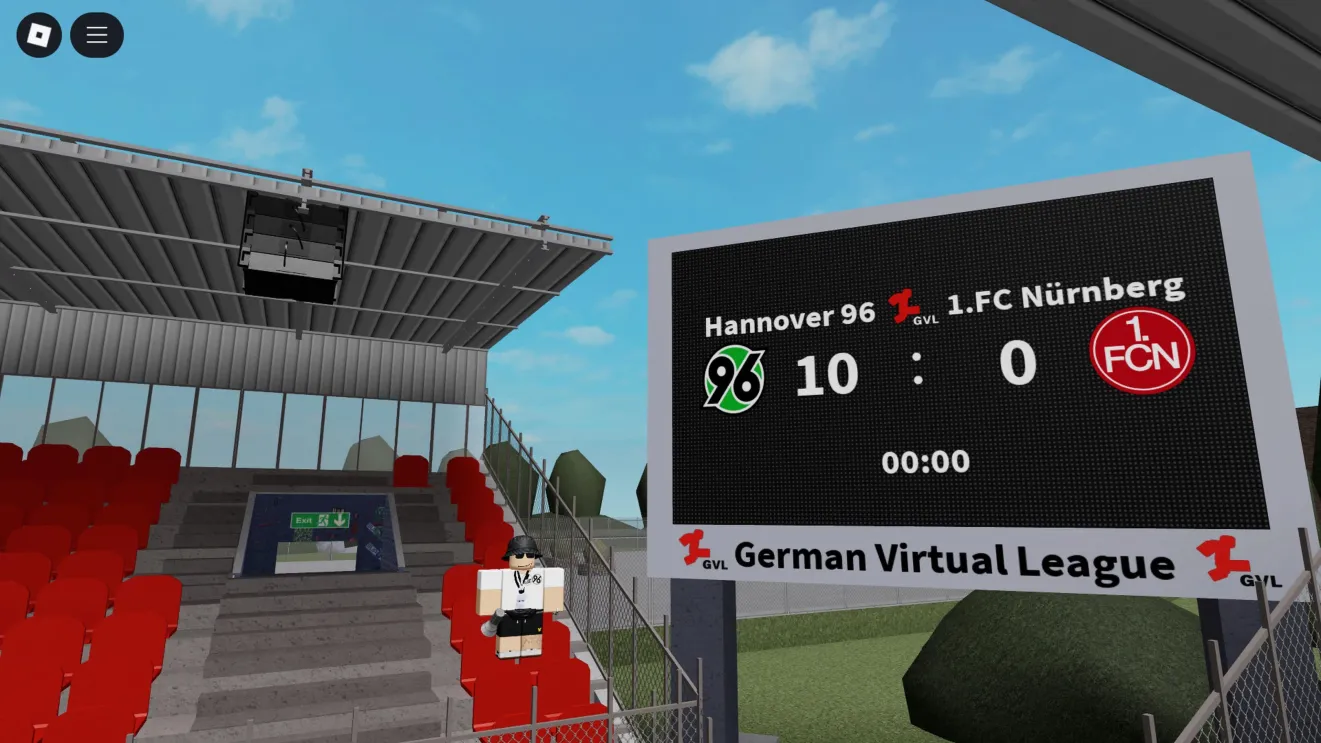 Hannover 96 GVL 1.FC Nürnberg
96 10 : 0 1. FCN
00:00
GVL German Virtual League GVL
Exit
96